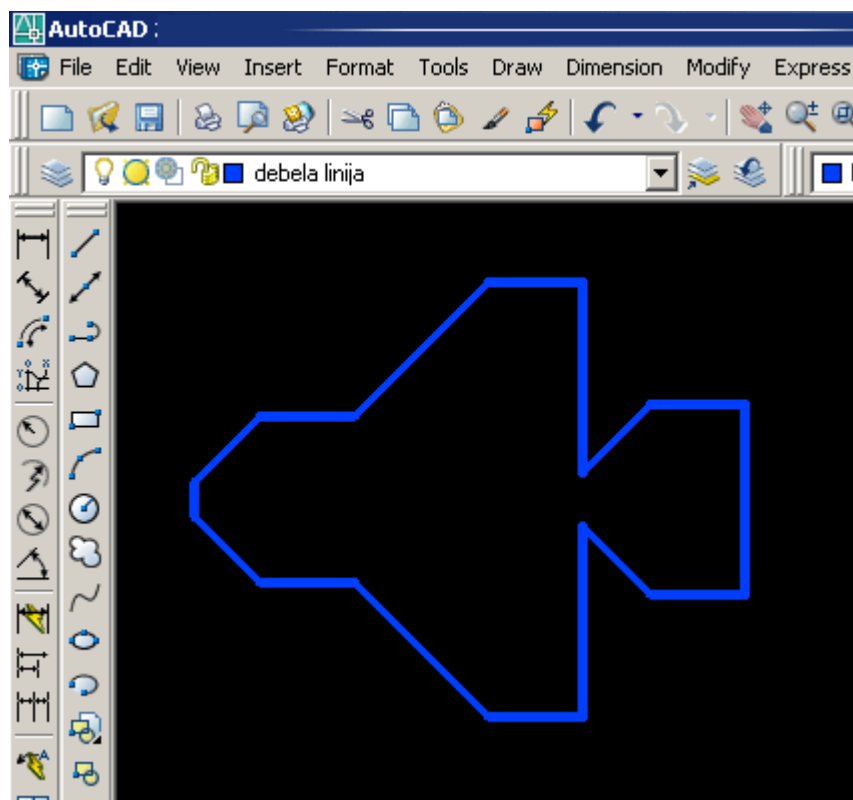 AutoCAD :
File Edit View Insert Format Tools Draw Dimension Modify Express
debela linija